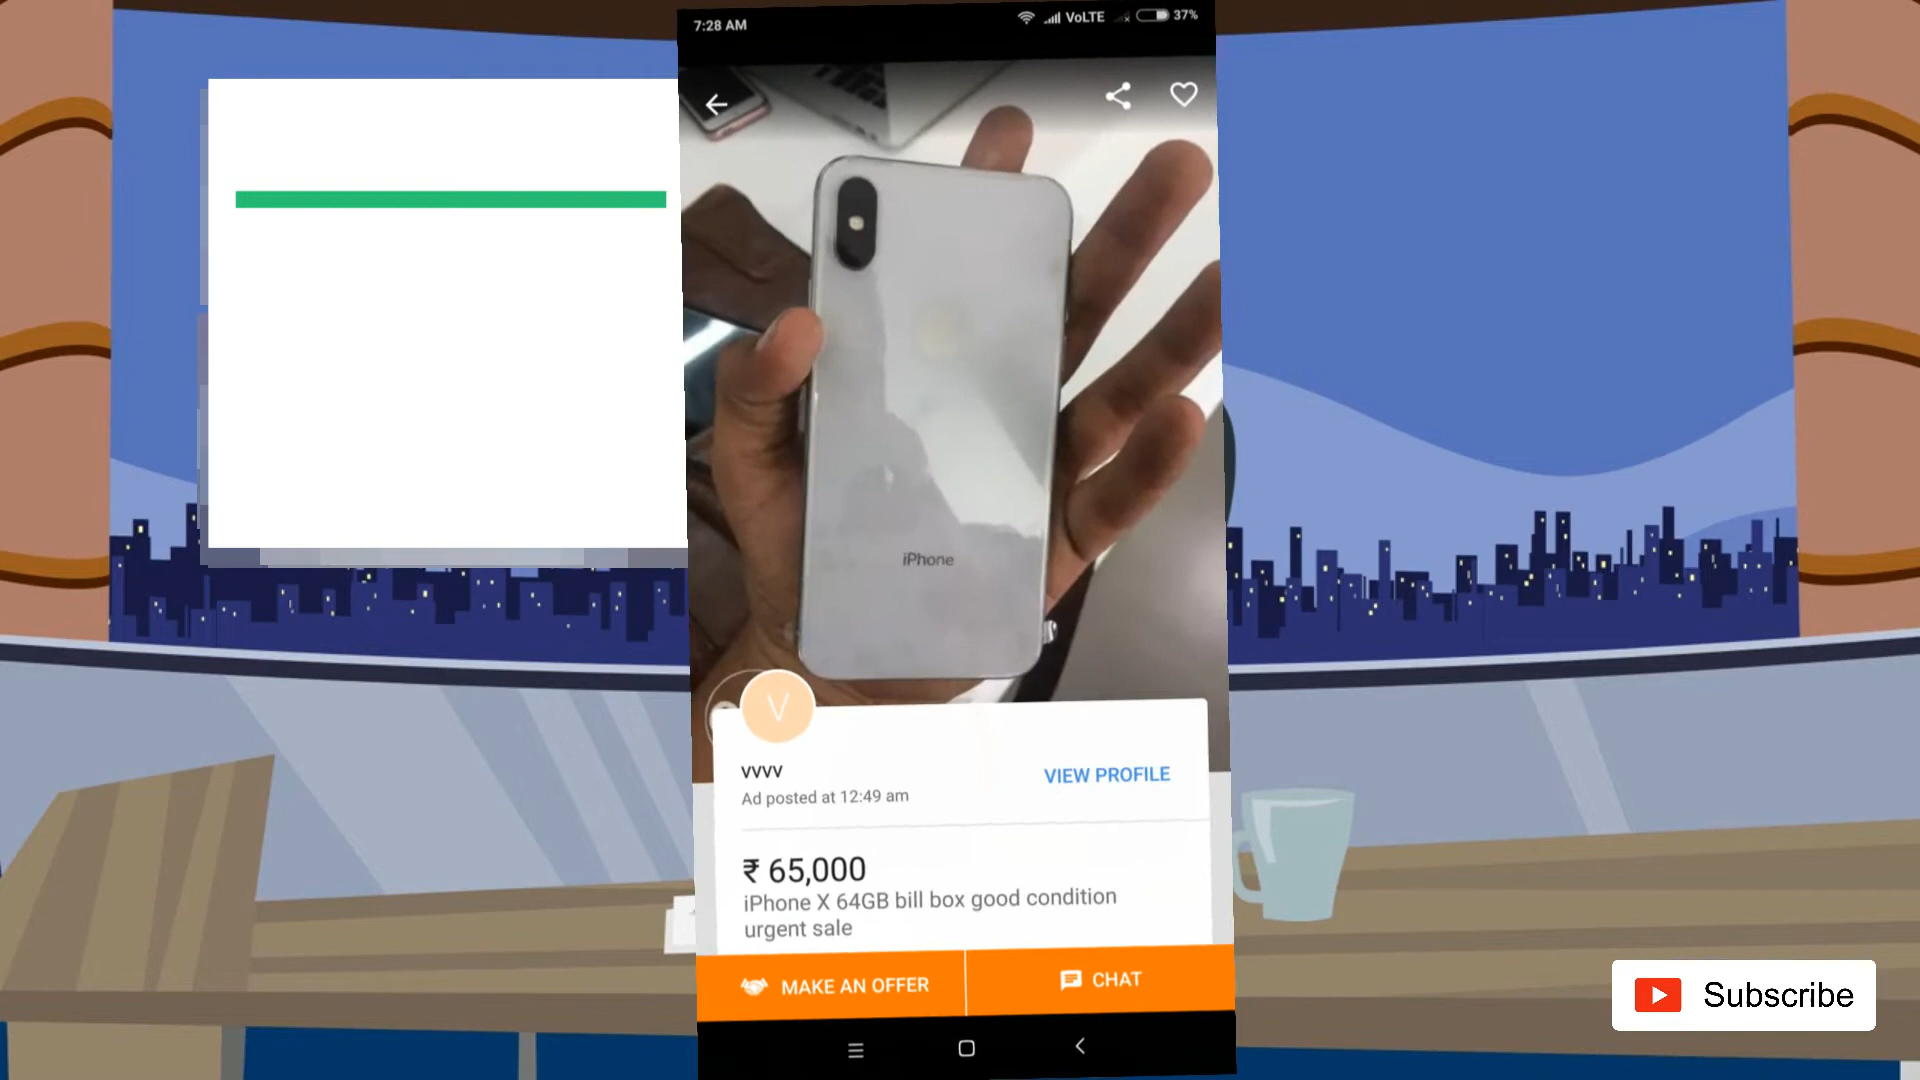 7:28 AM
VoLTE
37%
iPhone
V
vvvv
VIEW PROFILE
Ad posted at 12:49 am
₹ 65,000
iPhone X 64GB bill box good condition
urgent sale
MAKE AN OFFER
CHAT
Subscribe